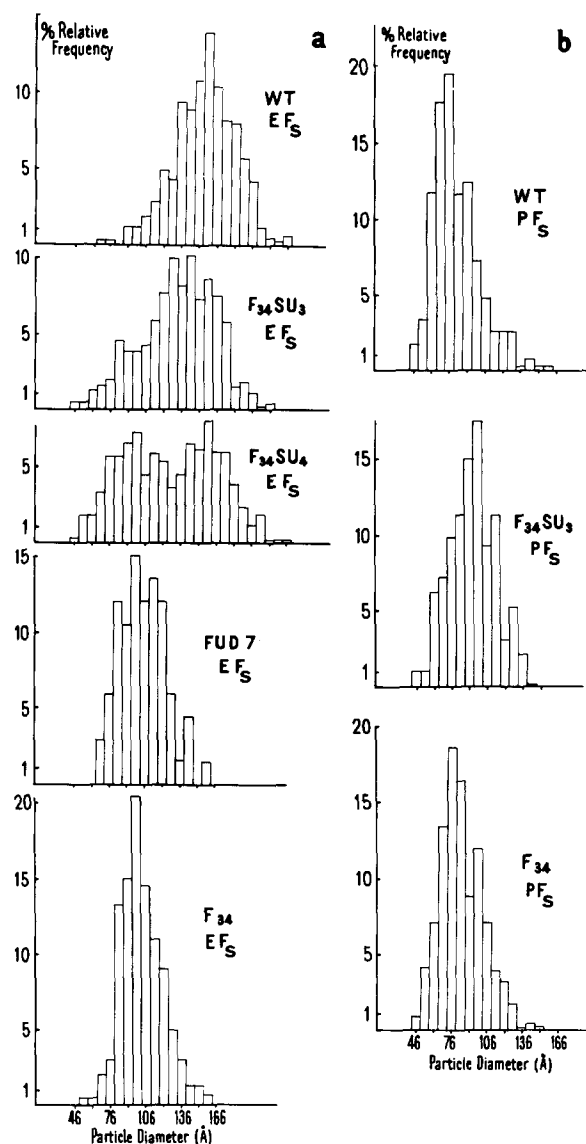 % Relative
Frequency
a
10
5
1
WT
EFS
10
5
1
F34SU3
EFS
5
1
F34SU4
EFS
15
10
5
1
FUD 7
EFS
20
15
10
5
1
F34
EFS
46 76 106 136 166
Particle Diameter (Å)
% Relative
Frequency
b
20
15
10
5
1
WT
PFS
15
10
5
1
F34SU3
PFS
20
15
10
5
1
F34
PFS
46 76 106 136 166
Particle Diameter (Å)